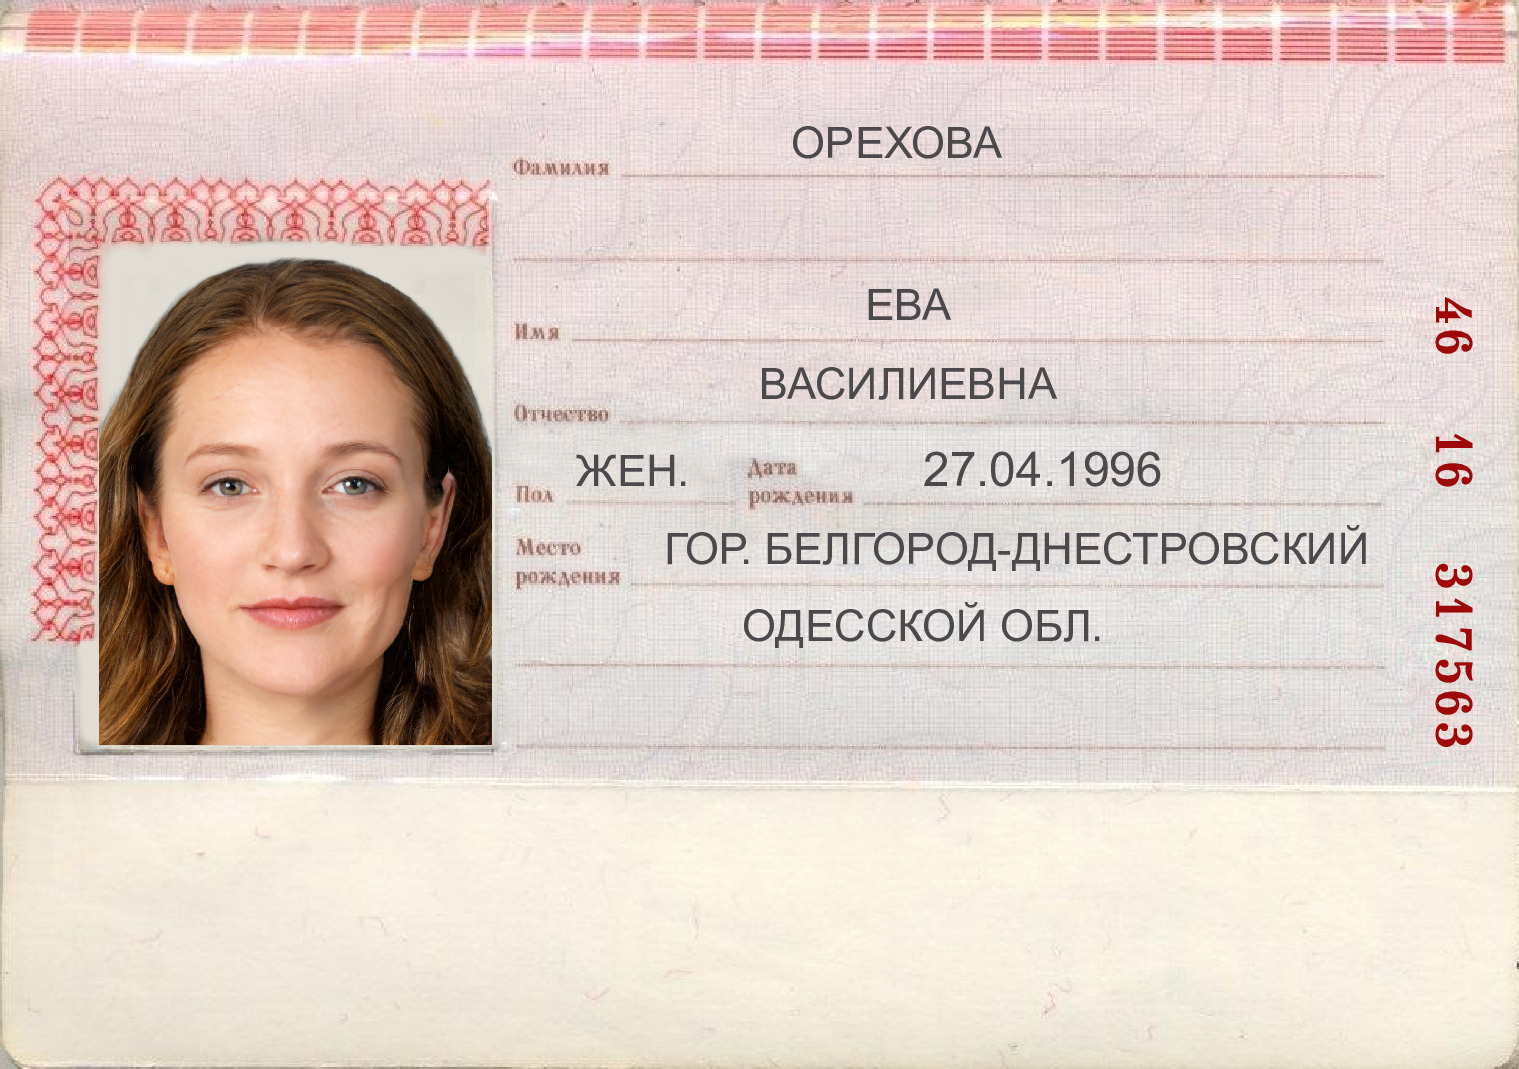 ОРЕХОВА
Фамилия
ЕВА
Имя
ВАСИЛИЕВНА
Отчество
ЖЕН. 27.04.1996
Пол Дата рождения
ГОР. БЕЛГОРОД-ДНЕСТРОВСКИЙ
Место рождения
ОДЕССКОЙ ОБЛ.
46 16 317563